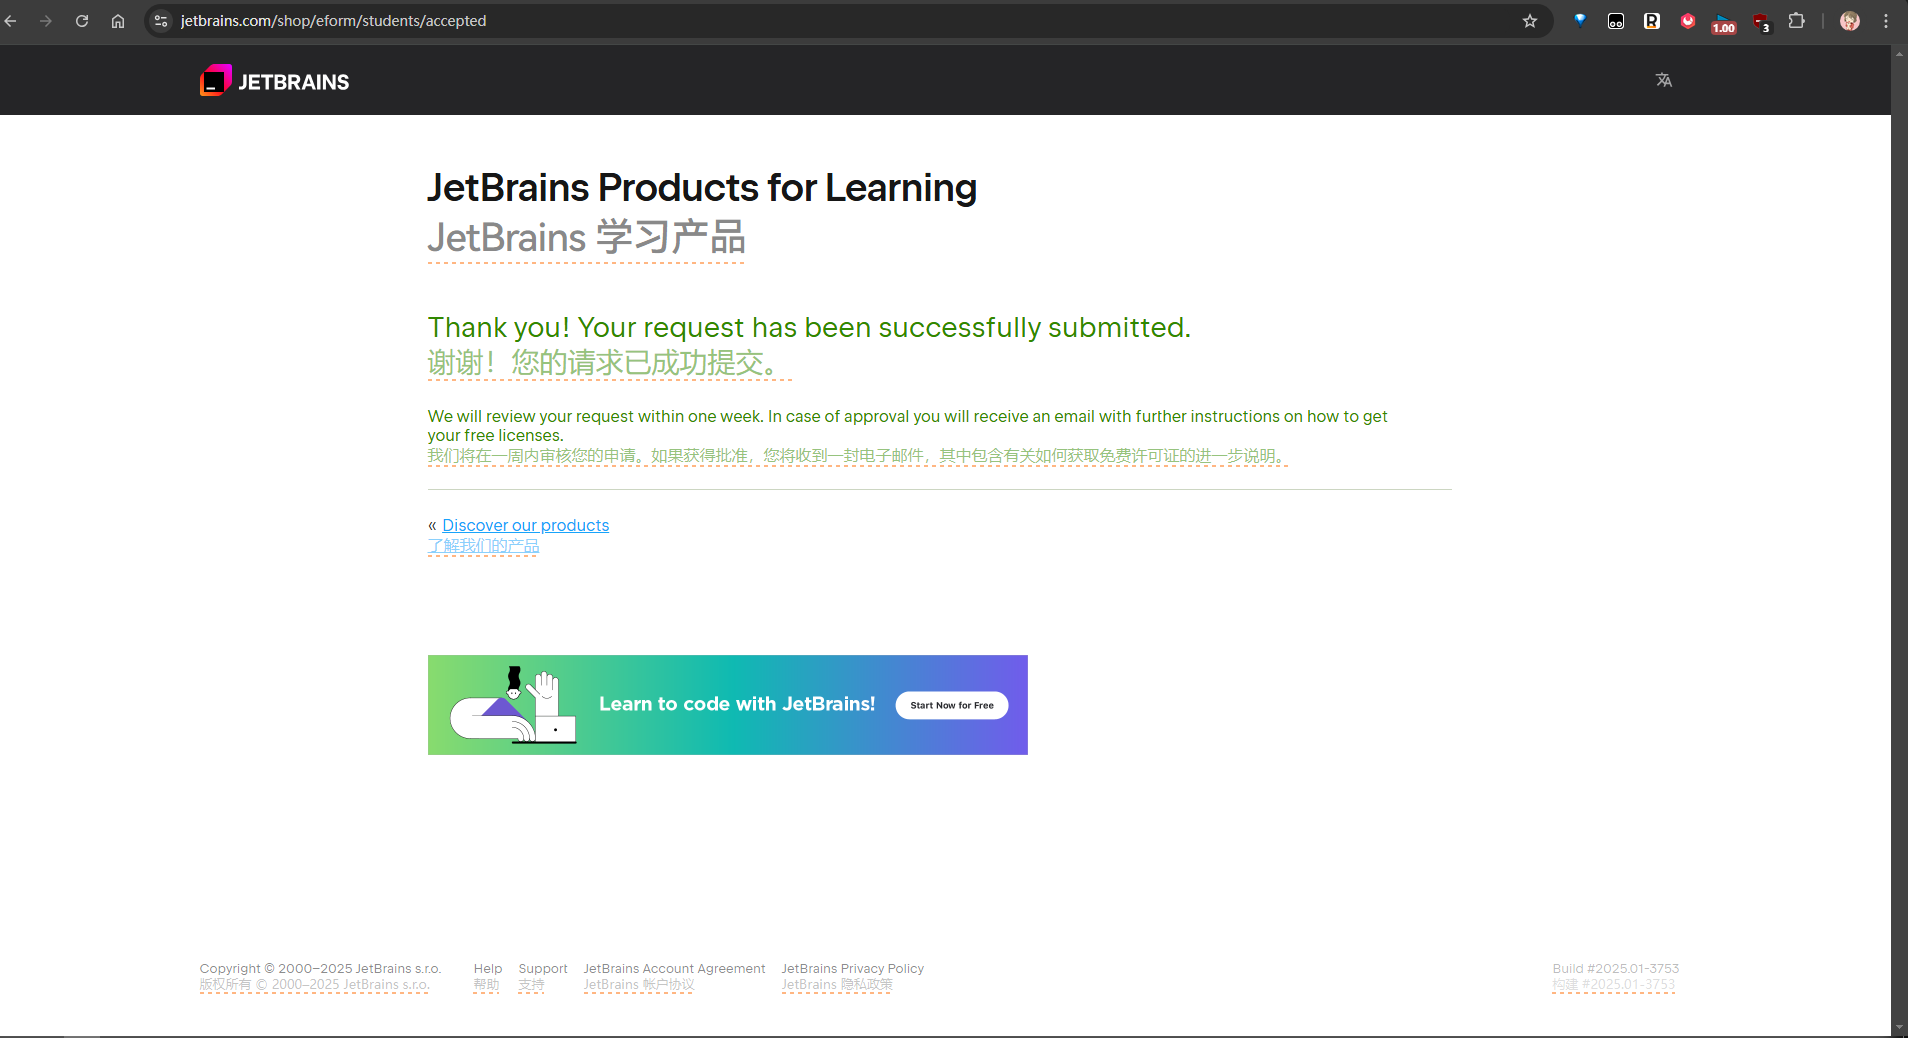 jetbrains.com/shop/eform/students/accepted
1.00
3
JETBRAINS
JetBrains Products for Learning
JetBrains 学习产品
Thank you! Your request has been successfully submitted.
谢谢！您的请求已成功提交。
We will review your request within one week. In case of approval you will receive an email with further instructions on how to get
your free licenses.
我们将在一周内审核您的申请。如果获得批准，您将收到一封电子邮件，其中包含有关如何获取免费许可证的进一步说明。
« Discover our products
了解我们的产品
Learn to code with JetBrains!
Start Now for Free
Copyright © 2000–2025 JetBrains s.r.o.
版权所有 © 2000–2025 JetBrains s.r.o.
Help
帮助
Support
支持
JetBrains Account Agreement
JetBrains 帐户协议
JetBrains Privacy Policy
JetBrains 隐私政策
Build #2025.01-3753
构建 #2025.01-3753